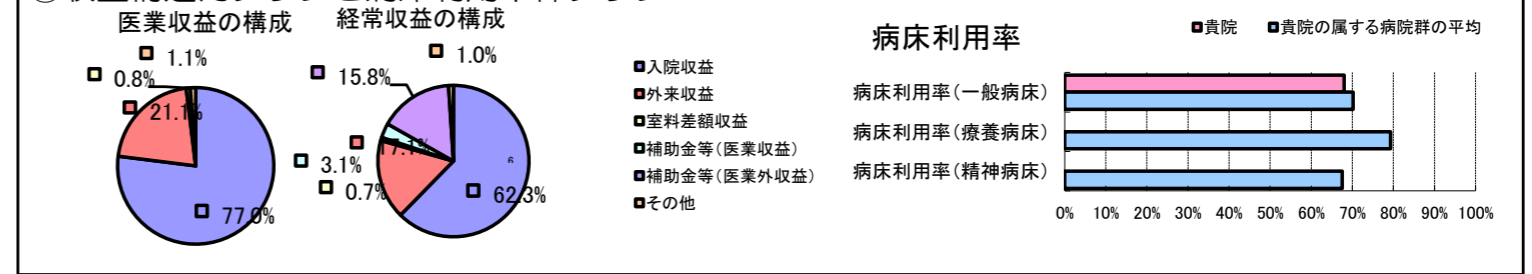 医業収益の構成
1.1%
0.8%
21.1%
77.0%
経常収益の構成
1.0%
15.8%
17.1%
3.1%
0.7%
62.3%
入院収益
外来収益
室料差額収益
補助金等(医業収益)
補助金等(医業外収益)
その他
病床利用率
貴院
貴院の属する病院群の平均
病床利用率(一般病床)
病床利用率(療養病床)
病床利用率(精神病床)
0% 10% 20% 30% 40% 50% 60% 70% 80% 90% 100%